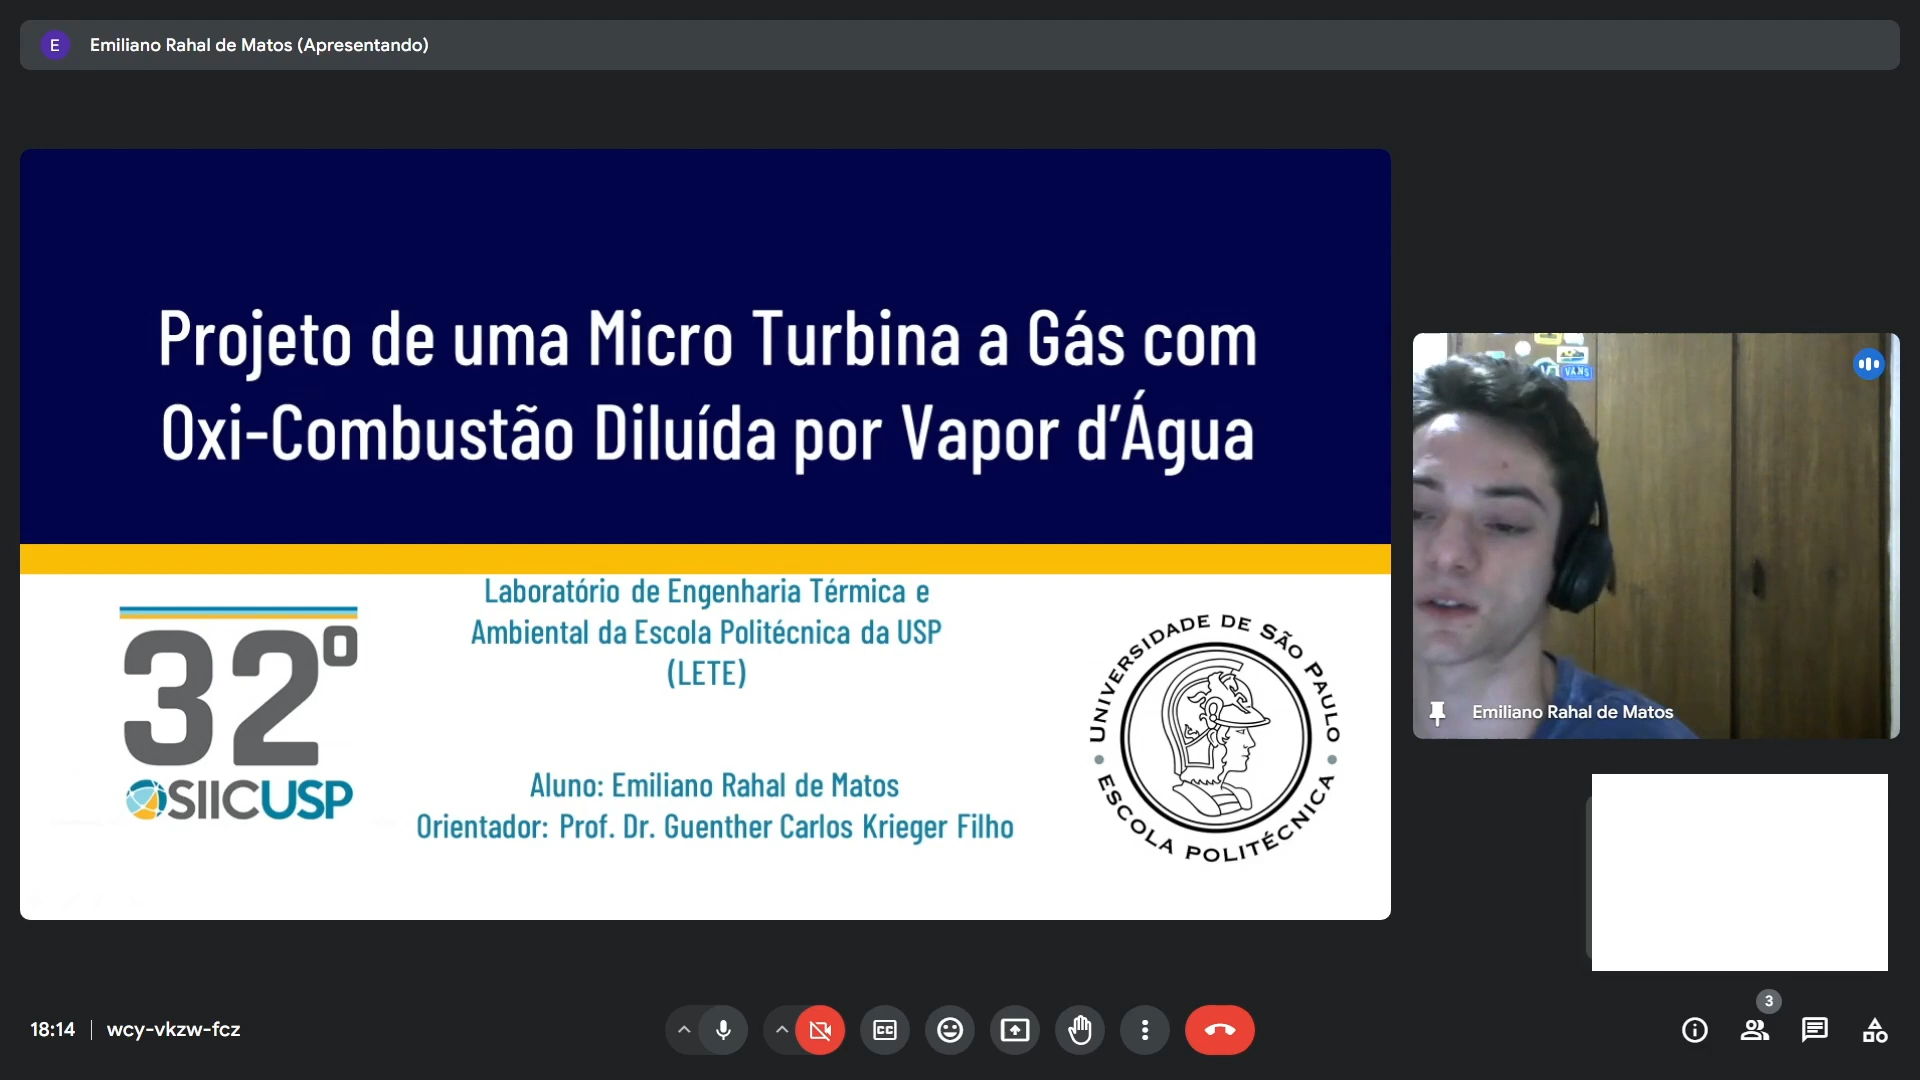 E Emiliano Rahal de Matos (Apresentando)
Projeto de uma Micro Turbina a Gás com
Oxi-Combustão Diluída por Vapor d'Água
Laboratório de Engenharia Térmica e
Ambiental da Escola Politécnica da USP
(LETE)
32º
SIICUSP
Aluno: Emiliano Rahal de Matos
Orientador: Prof. Dr. Guenther Carlos Krieger Filho
UNIVERSIDADE DE SÃO PAULO
ESCOLA POLITÉCNICA
VANS
Emiliano Rahal de Matos
18:14 | wcy-vkzw-fcz
CC
3